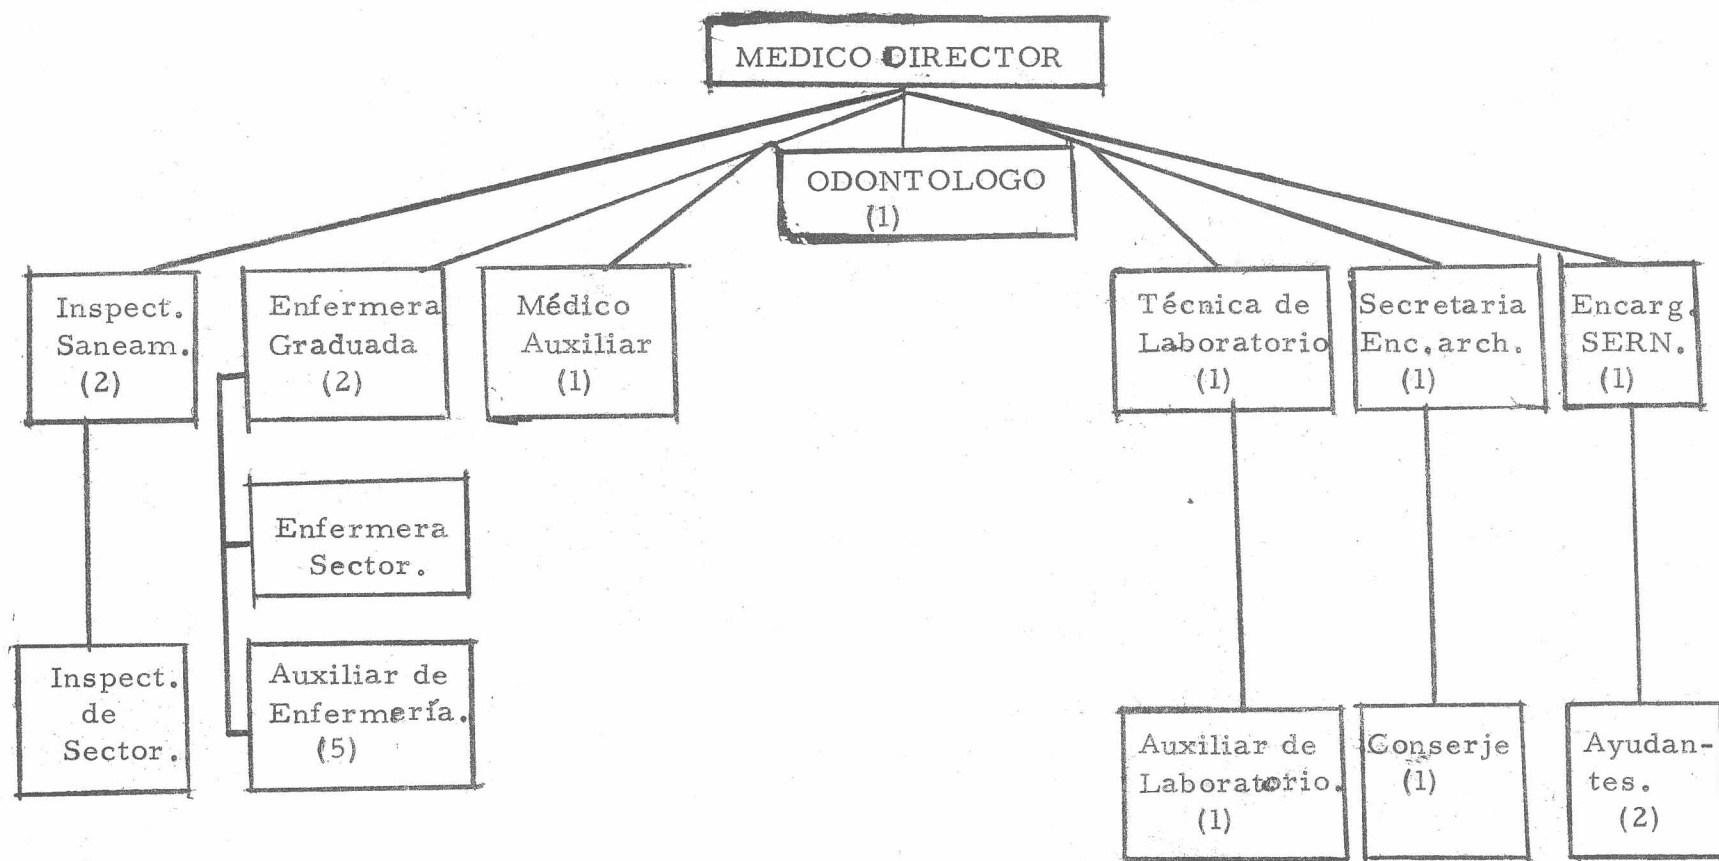 MEDICO DIRECTOR
ODONTOLOGO
(1)
Inspect.
Saneam.
(2)
Enfermera
Graduada
(2)
Médico
Auxiliar
(1)
Técnica de
Laboratorio
(1)
Secretaria
Enc. arch.
(1)
Encarg.
SERN.
(1)
Enfermera
Sector.
Inspect.
de
Sector.
Auxiliar de
Enfermería.
(5)
Auxiliar de
Laboratorio.
(1)
Conserje
(1)
Ayudan-
tes.
(2)